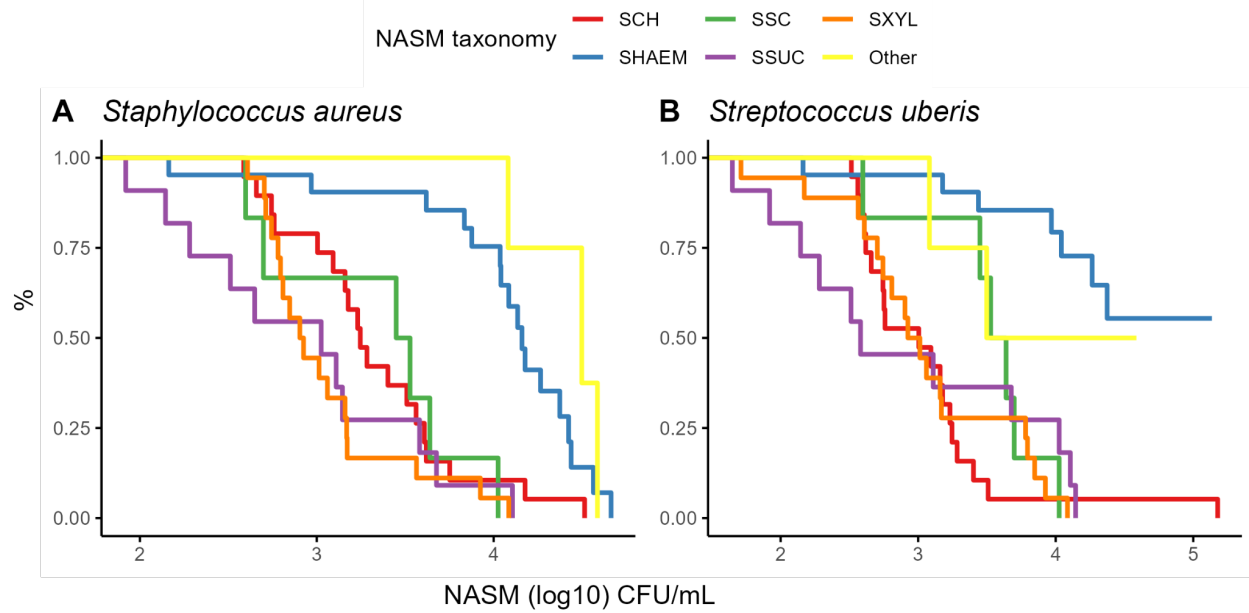 NASM taxonomy
SCH SSC SXYL
SHAEM SSUC Other
A Staphylococcus aureus
B Streptococcus uberis
%
1.00
0.75
0.50
0.25
0.00
2 3 4
1.00
0.75
0.50
0.25
0.00
2 3 4 5
NASM (log10) CFU/mL